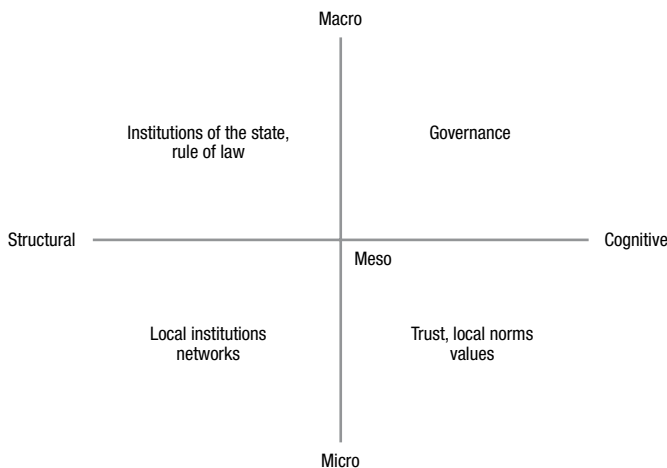 Macro
Institutions of the state,
rule of law
Governance
Structural
Cognitive
Meso
Local institutions
networks
Trust, local norms
values
Micro